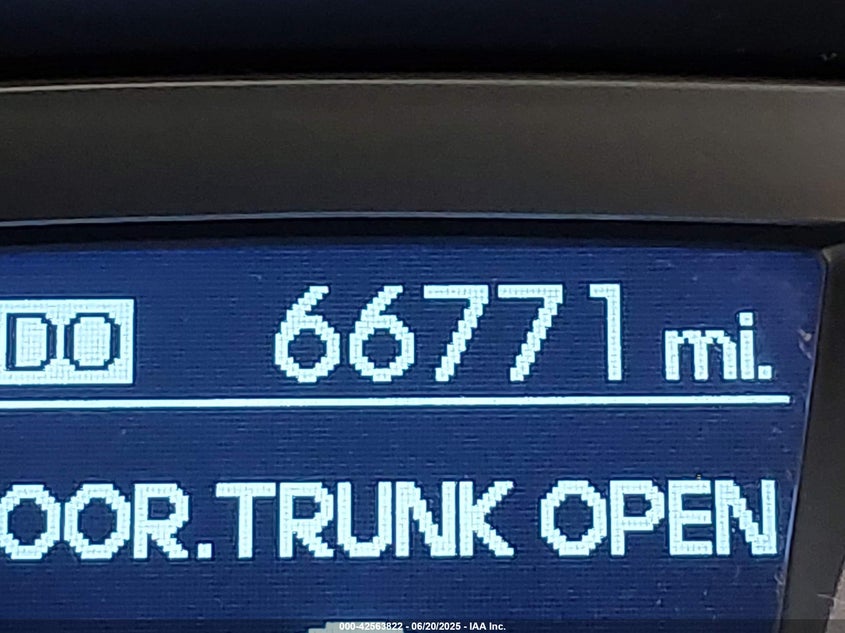 DO 66771 mi.
OOR.TRUNK OPEN
000-42563822 - 06/20/2025 - IAA Inc.